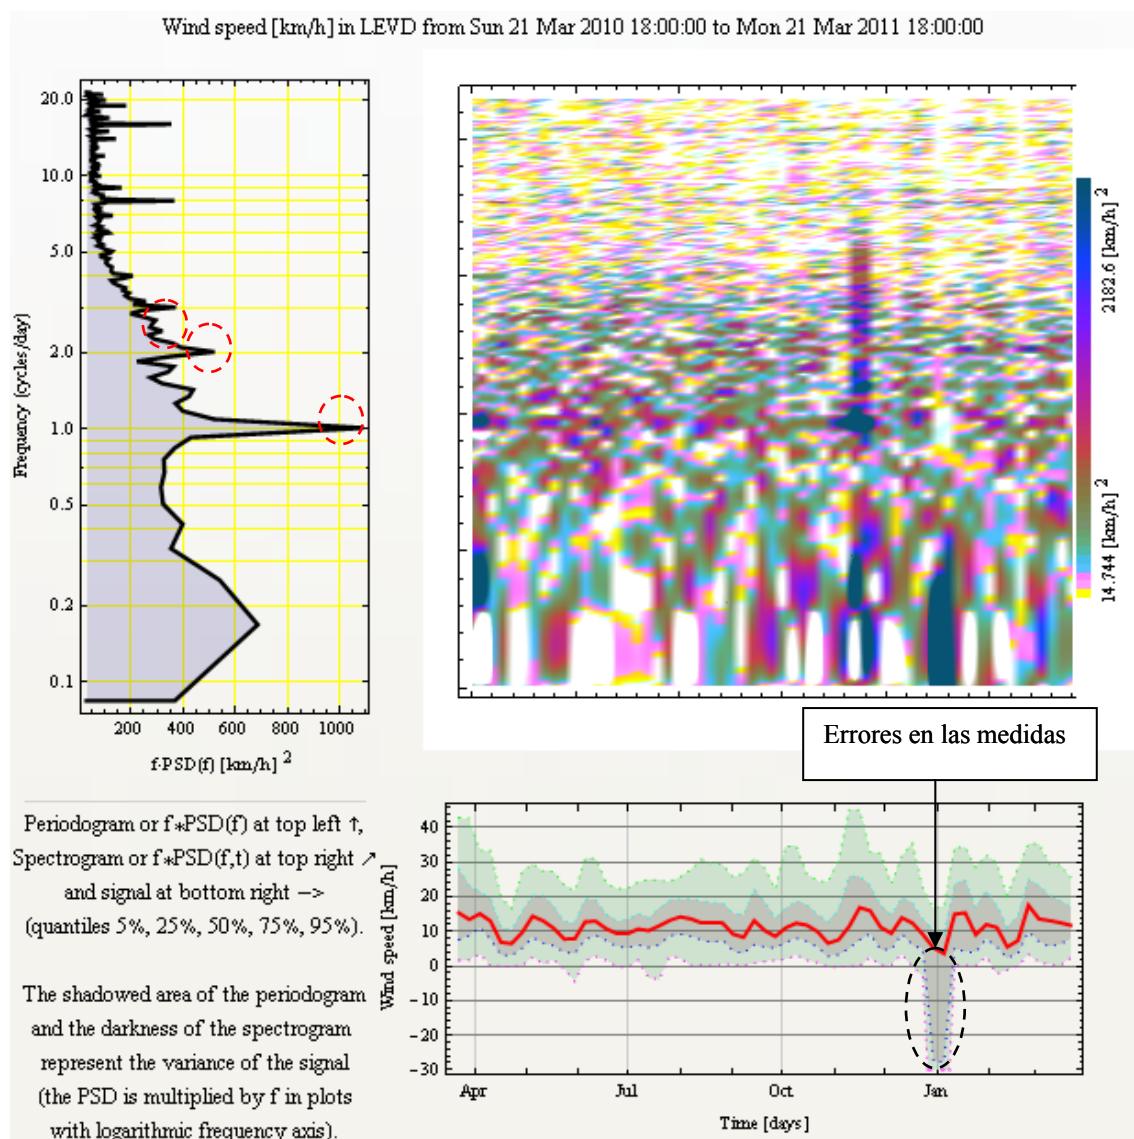 Wind speed [km/h] in LEVD from Sun 21 Mar 2010 18:00:00 to Mon 21 Mar 2011 18:00:00
20.0
10.0
5.0
2.0
1.0
0.5
0.2
0.1
Frequency (cycles/day)
200 400 600 800 1000
f·PSD(f) [km/h] 2
2182.6 [km/h] 2
14.744 [km/h] 2
Errores en las medidas
Periodogram or f*PSD(f) at top left ↑,
Spectrogram or f*PSD(f,t) at top right ↗
and signal at bottom right —>
(quantiles 5%, 25%, 50%, 75%, 95%).
The shadowed area of the periodogram
and the darkness of the spectrogram
represent the variance of the signal
(the PSD is multiplied by f in plots
with logarithmic frequency axis).
Wind speed [km/h]
40
30
20
10
0
-10
-20
-30
Apr Jul Oct Jan
Time [days]